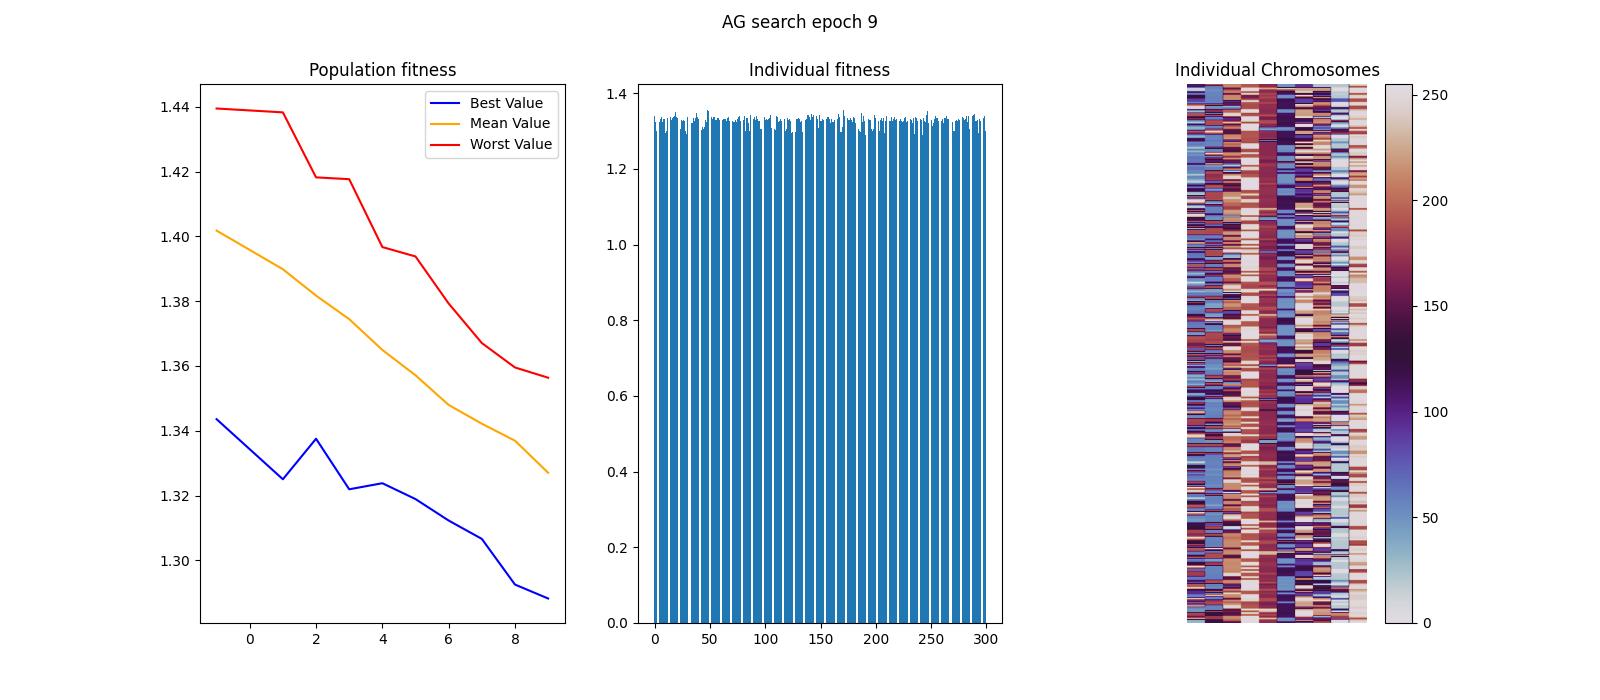 AG search epoch 9
Population fitness
1.44
1.42
1.40
1.38
1.36
1.34
1.32
1.30
0 2 4 6 8
Best Value
Mean Value
Worst Value
Individual fitness
1.4
1.2
1.0
0.8
0.6
0.4
0.2
0.0
0 50 100 150 200 250 300
Individual Chromosomes
250
200
150
100
50
0